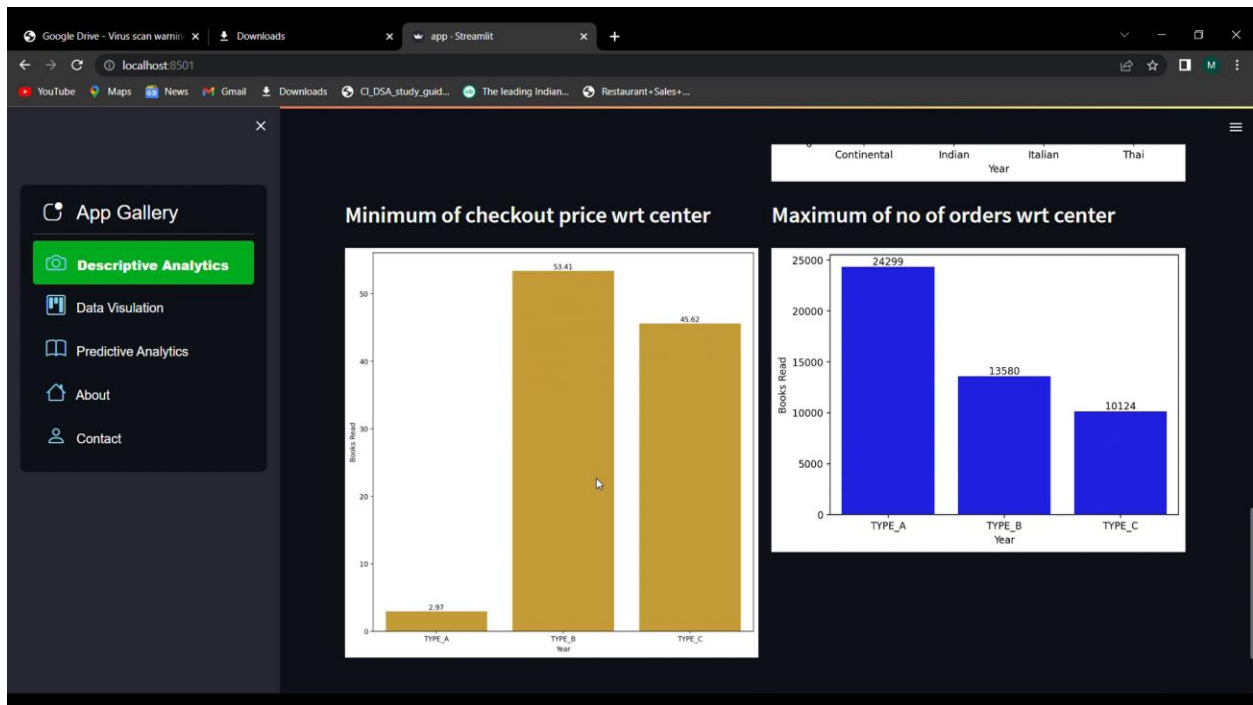 Google Drive - Virus scan warnin
Downloads
app · Streamlit
localhost:8501
M
YouTube
Maps
News
Gmail
Downloads
CI_DSA_study_guid...
The leading Indian...
Restaurant+Sales+...
App Gallery
Descriptive Analytics
Data Visulation
Predictive Analytics
About
Contact
Continental Indian Italian Thai
Year
Minimum of checkout price wrt center
53.41
45.62
2.97
50
40
30
20
10
0
Books Read
TYPE_A TYPE_B TYPE_C
Year
Maximum of no of orders wrt center
24299
13580
10124
25000
20000
15000
10000
5000
0
Books Read
TYPE_A TYPE_B TYPE_C
Year